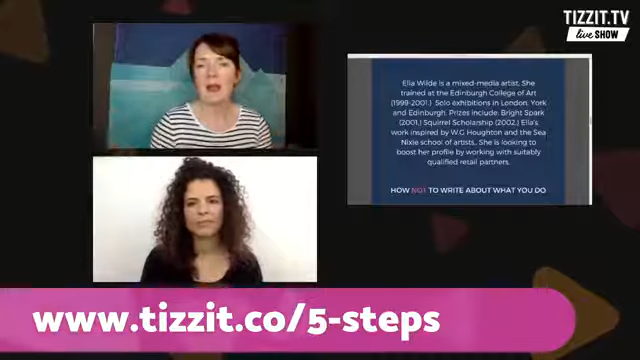 TIZZIT.TV
live SHOW
Ella Wilde is a mixed-media artist. She
trained at the Edinburgh College of Art
(1999-2001.) Solo exhibitions in London, York
and Edinburgh. Prizes include: Bright Spark
(2001.) Squirrel Scholarship (2002.) Ella's
work inspired by W.G Houghton and the Sea
Nixie school of artists,. She is looking to
boost her profile by working with suitably
qualified retail partners.
HOW NOT TO WRITE ABOUT WHAT YOU DO
www.tizzit.co/5-steps